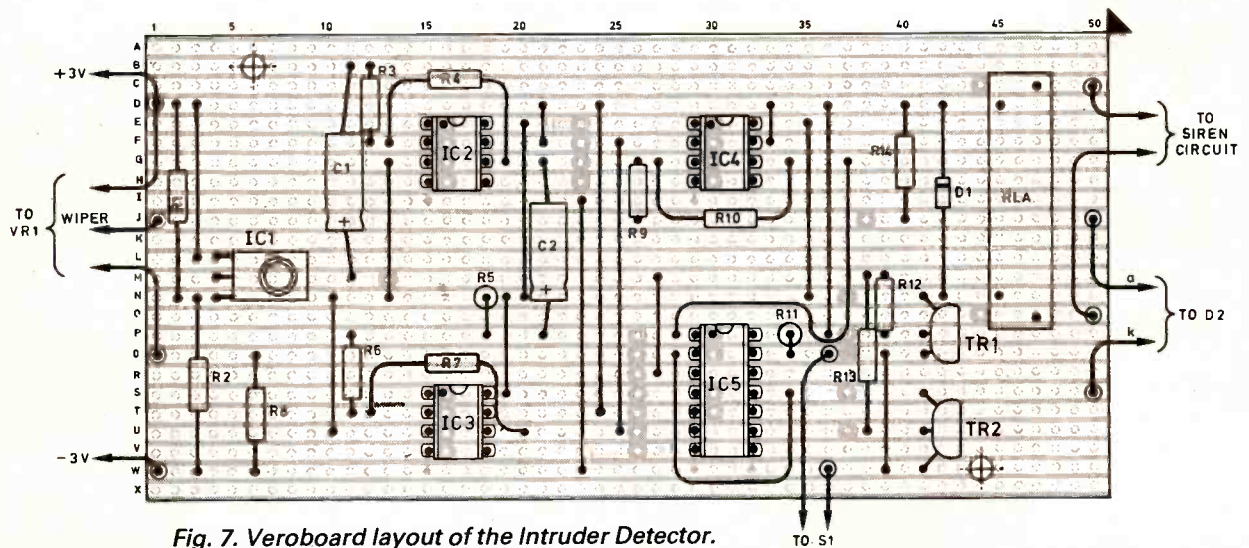 1 5 10 15 20 25 30 35 40 45 50
A
B
C
D
E
F
G
H
I
J
K
L
M
N
O
P
Q
R
S
T
U
V
W
X
+3V
TO VR1
WIPER
-3V
R3
R4
IC2
C1
IC1
R2
R8
R6
R7
IC3
R5
C2
R9
R10
IC4
R11
IC5
R12
R13
R14
D1
RLA
TR1
TR2
TO
SIREN
CIRCUIT
a
TO D2
k
TO S1
Fig. 7. Veroboard layout of the Intruder Detector.